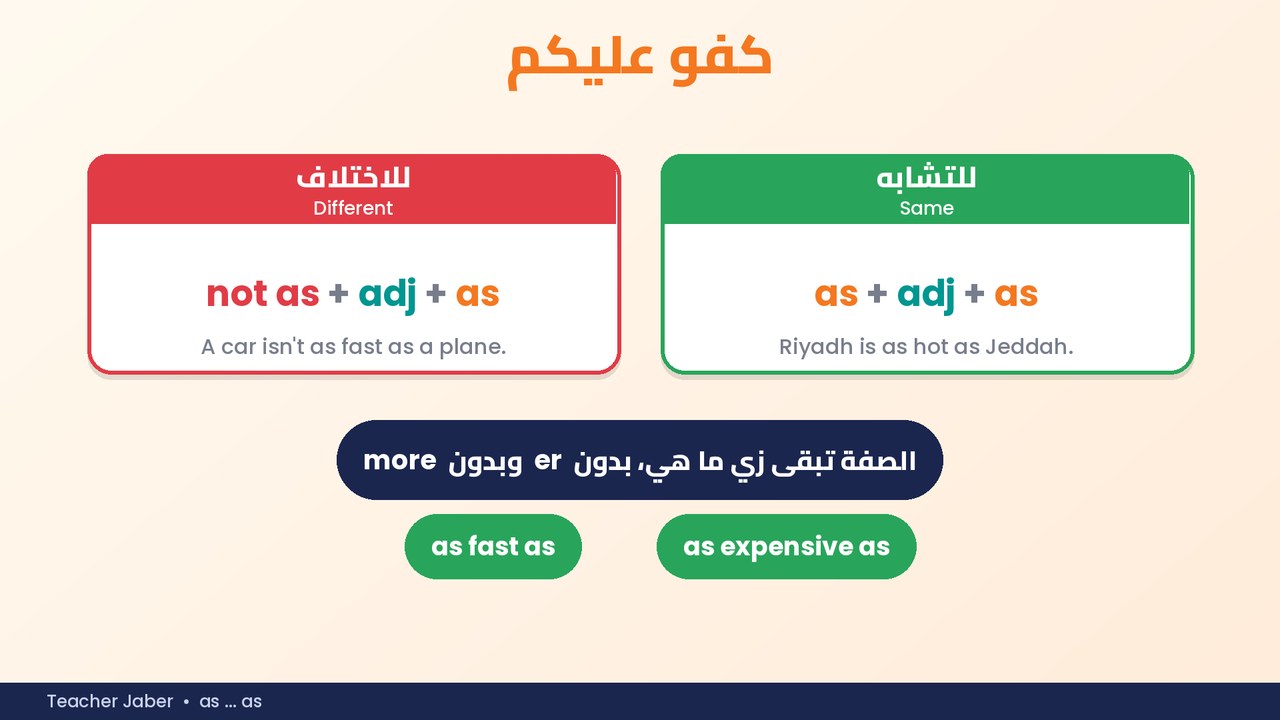 كفو عليكم
للتشابه
Same
as + adj + as
Riyadh is as hot as Jeddah.
للاختلاف
Different
not as + adj + as
A car isn't as fast as a plane.
الصفة تبقى زي ما هي، بدون er وبدون more
as fast as
as expensive as
Teacher Jaber • as ... as